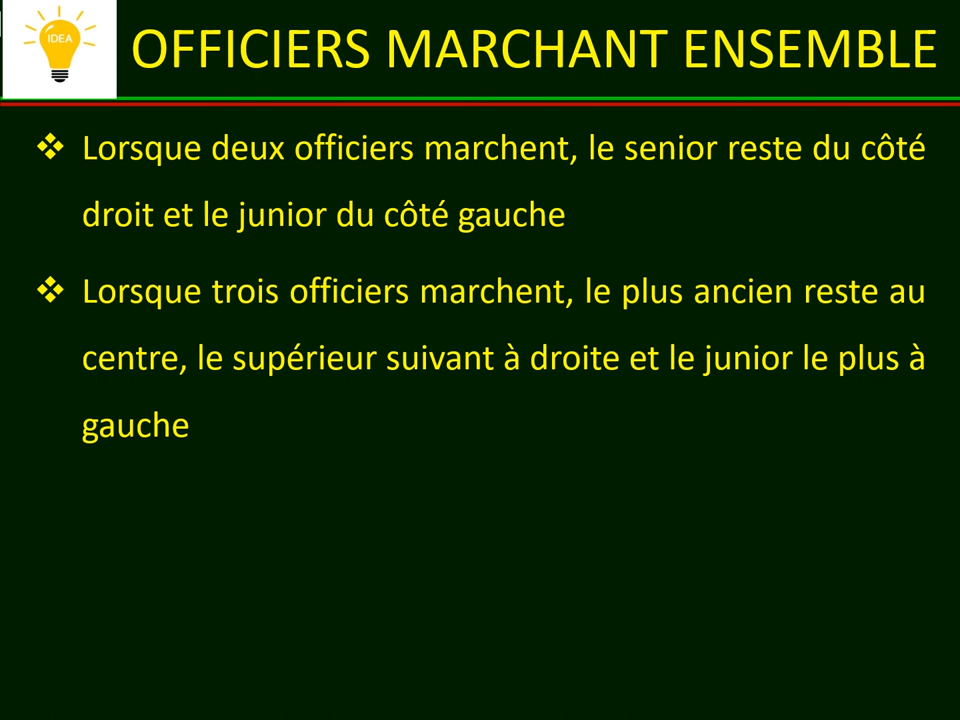 IDEA
OFFICIERS MARCHANT ENSEMBLE
❖ Lorsque deux officiers marchent, le senior reste du côté
droit et le junior du côté gauche
❖ Lorsque trois officiers marchent, le plus ancien reste au
centre, le supérieur suivant à droite et le junior le plus à
gauche